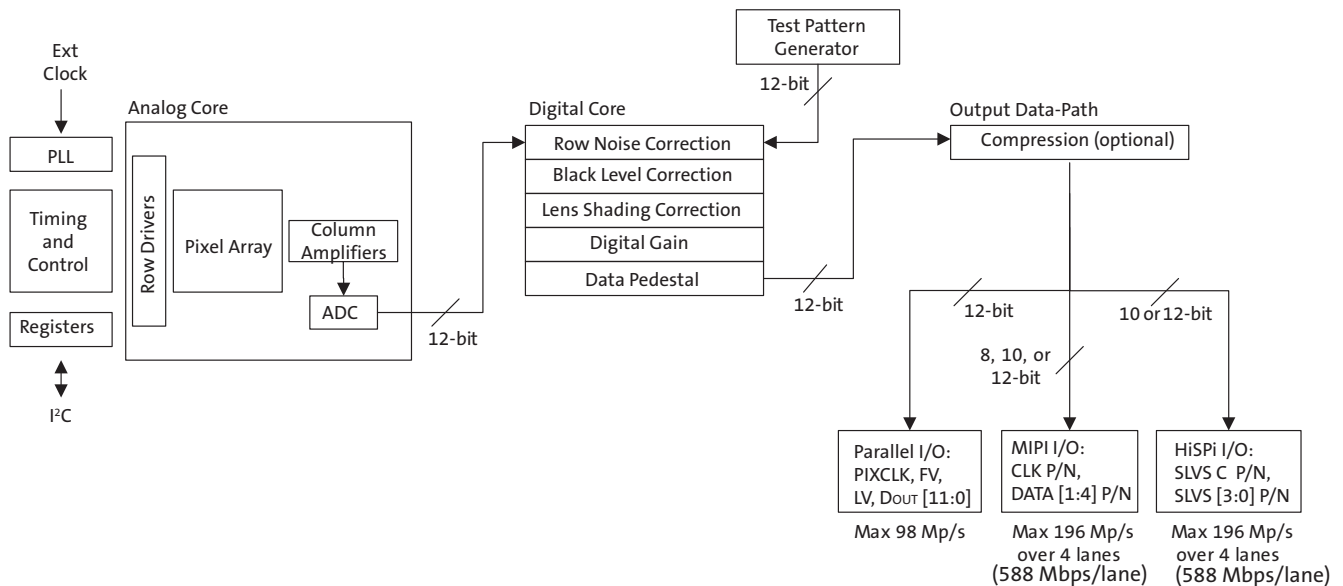 Test Pattern
Generator
12-bit
Ext
Clock
PLL
Timing
and
Control
Registers
I²C
Analog Core
Row Drivers
Pixel Array
Column
Amplifiers
ADC
12-bit
Digital Core
Row Noise Correction
Black Level Correction
Lens Shading Correction
Digital Gain
Data Pedestal
12-bit
Output Data-Path
Compression (optional)
12-bit
8, 10, or
12-bit
10 or 12-bit
Parallel I/O:
PIXCLK, FV,
LV, DOUT [11:0]
Max 98 Mp/s
MIPI I/O:
CLK P/N,
DATA [1:4] P/N
Max 196 Mp/s
over 4 lanes
(588 Mbps/lane)
HiSPi I/O:
SLVS C P/N,
SLVS [3:0] P/N
Max 196 Mp/s
over 4 lanes
(588 Mbps/lane)